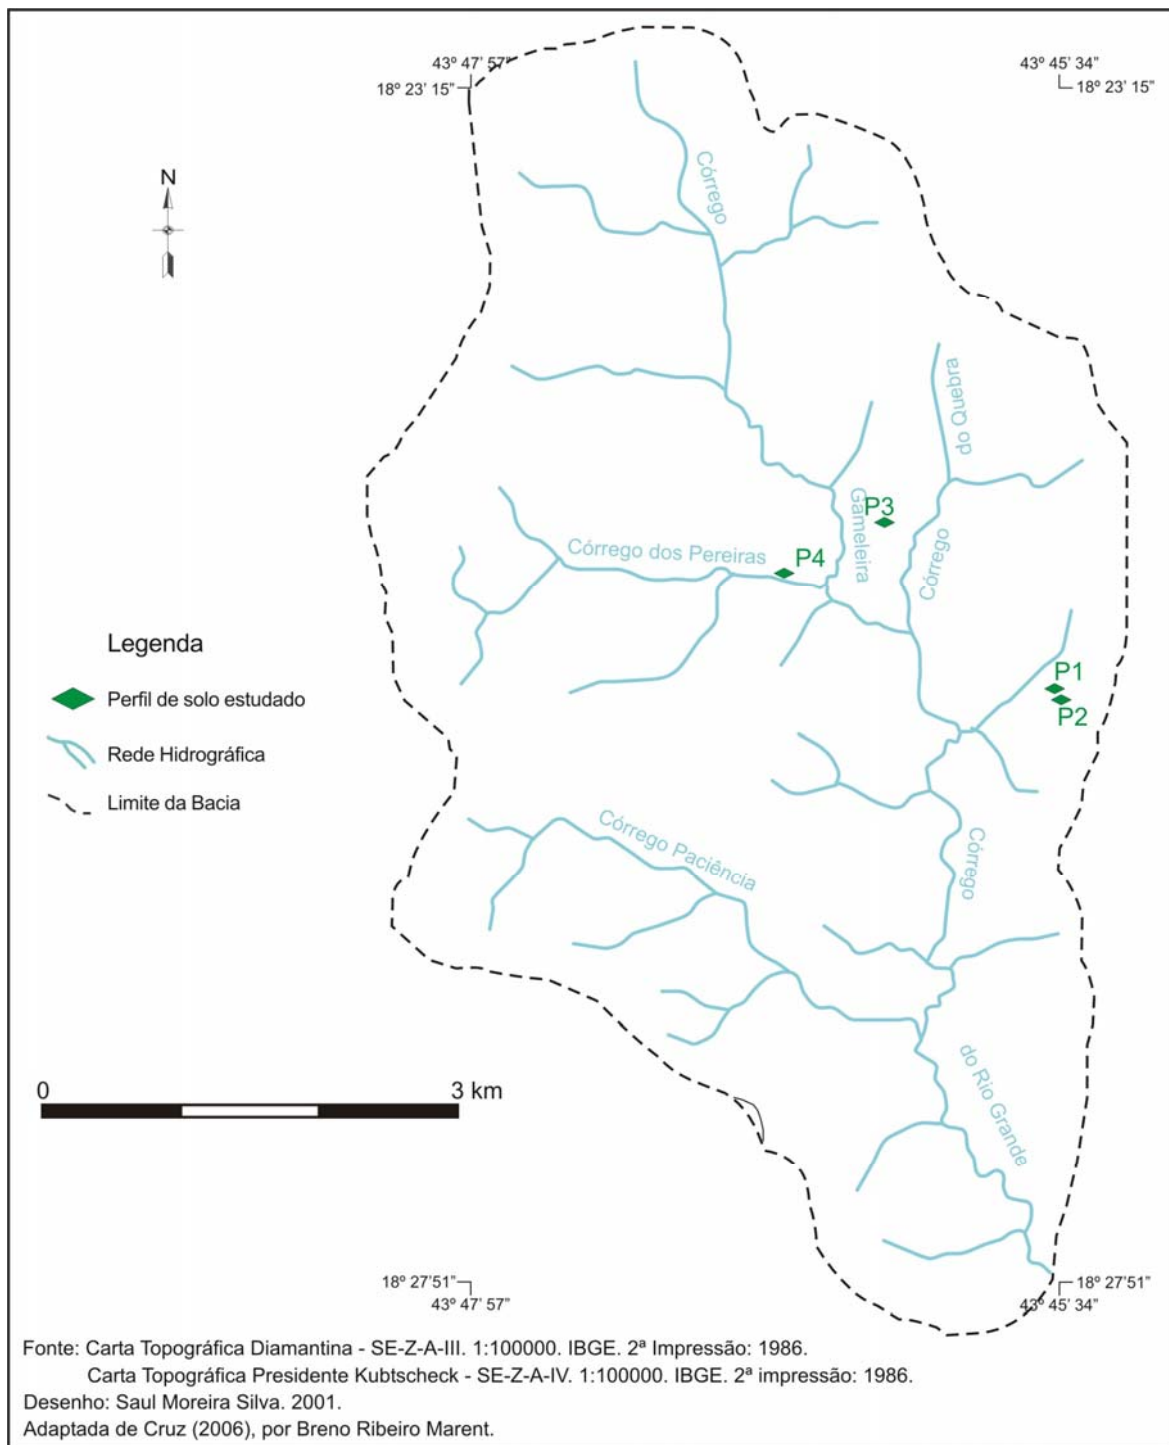 43º 47’ 57”
18º 23’ 15”
43º 45’ 34”
18º 23’ 15”
N
Córrego
do Quebra
Córrego
Gameleira
P3
Córrego dos Pereiras
P4
P1
P2
Legenda
Perfil de solo estudado
Rede Hidrográfica
Limite da Bacia
Córrego Paciência
Córrego
do Rio Grande
0
3 km
18º 27’51”
43º 47’ 57”
18º 27’51”
43º 45’ 34”
Fonte: Carta Topográfica Diamantina - SE-Z-A-III. 1:100000. IBGE. 2ª Impressão: 1986.
Carta Topográfica Presidente Kubtscheck - SE-Z-A-IV. 1:100000. IBGE. 2ª impressão: 1986.
Desenho: Saul Moreira Silva. 2001.
Adaptada de Cruz (2006), por Breno Ribeiro Marent.